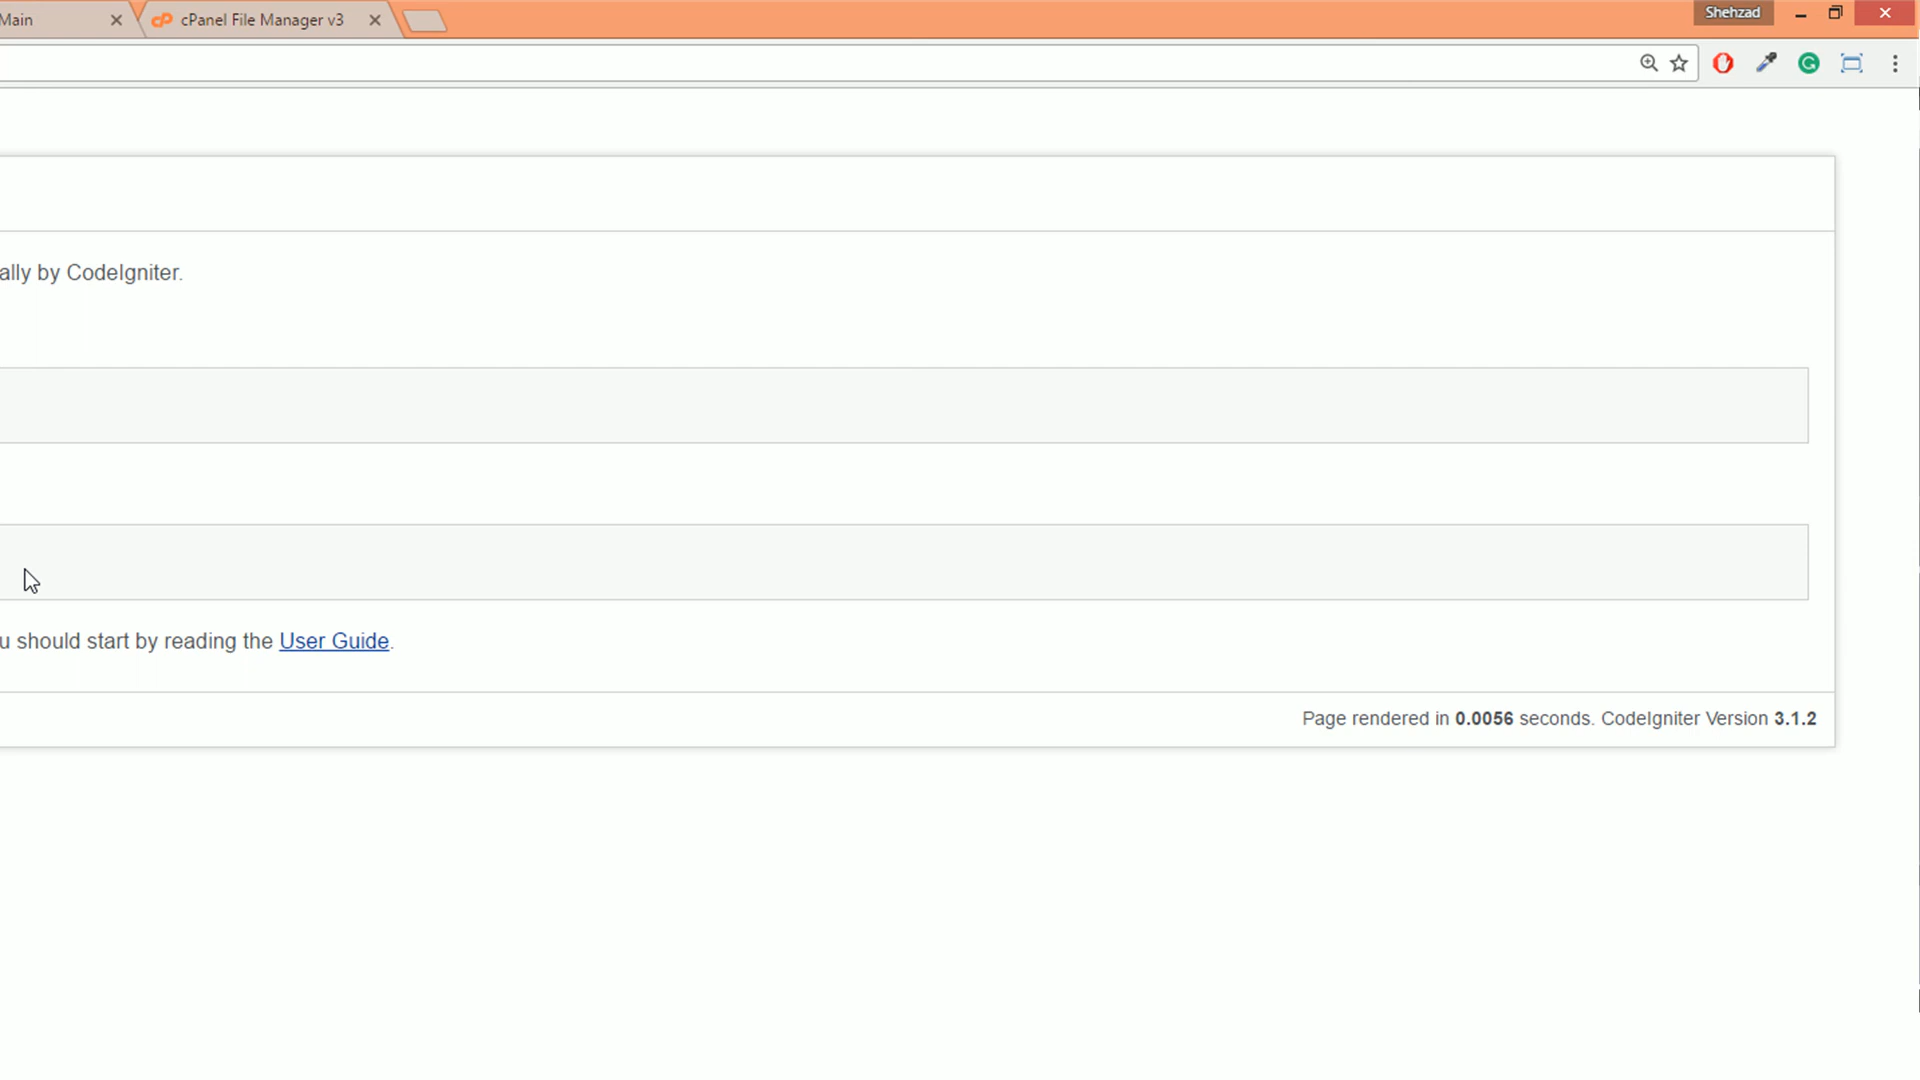 Main
cPanel File Manager v3
Shehzad
ally by CodeIgniter.
u should start by reading the User Guide.
Page rendered in 0.0056 seconds. CodeIgniter Version 3.1.2